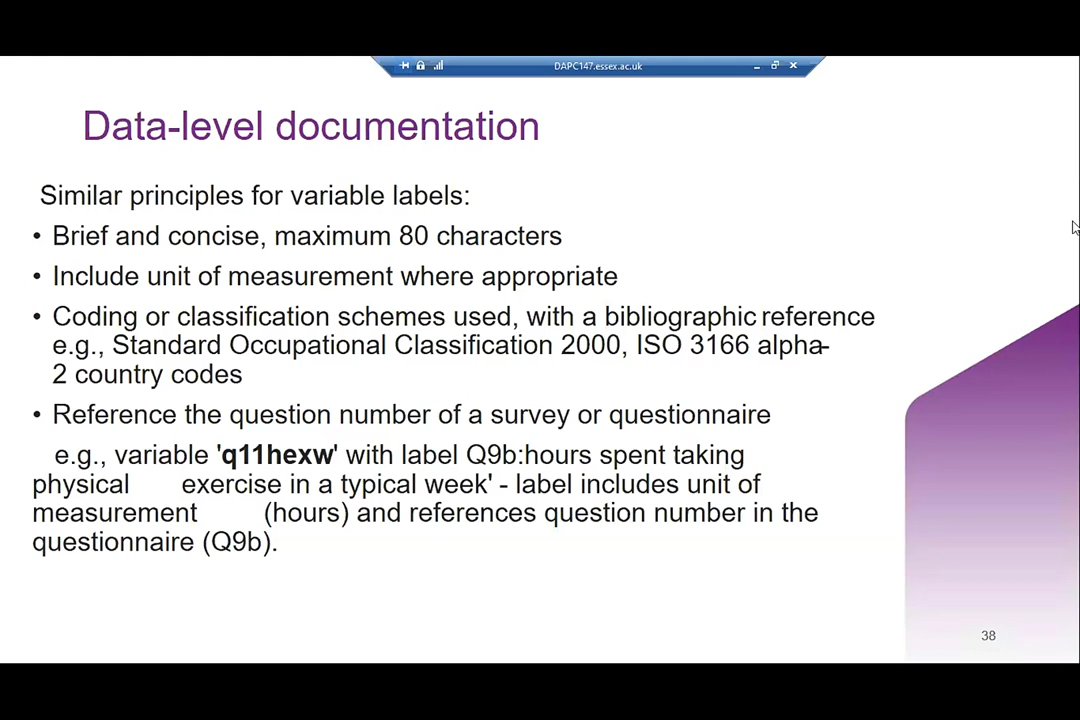 DAPC147.essex.ac.uk
Data-level documentation
Similar principles for variable labels:
• Brief and concise, maximum 80 characters
• Include unit of measurement where appropriate
• Coding or classification schemes used, with a bibliographic reference
e.g., Standard Occupational Classification 2000, ISO 3166 alpha-
2 country codes
• Reference the question number of a survey or questionnaire
e.g., variable 'q11hexw' with label Q9b:hours spent taking
physical exercise in a typical week' - label includes unit of
measurement (hours) and references question number in the
questionnaire (Q9b).
38